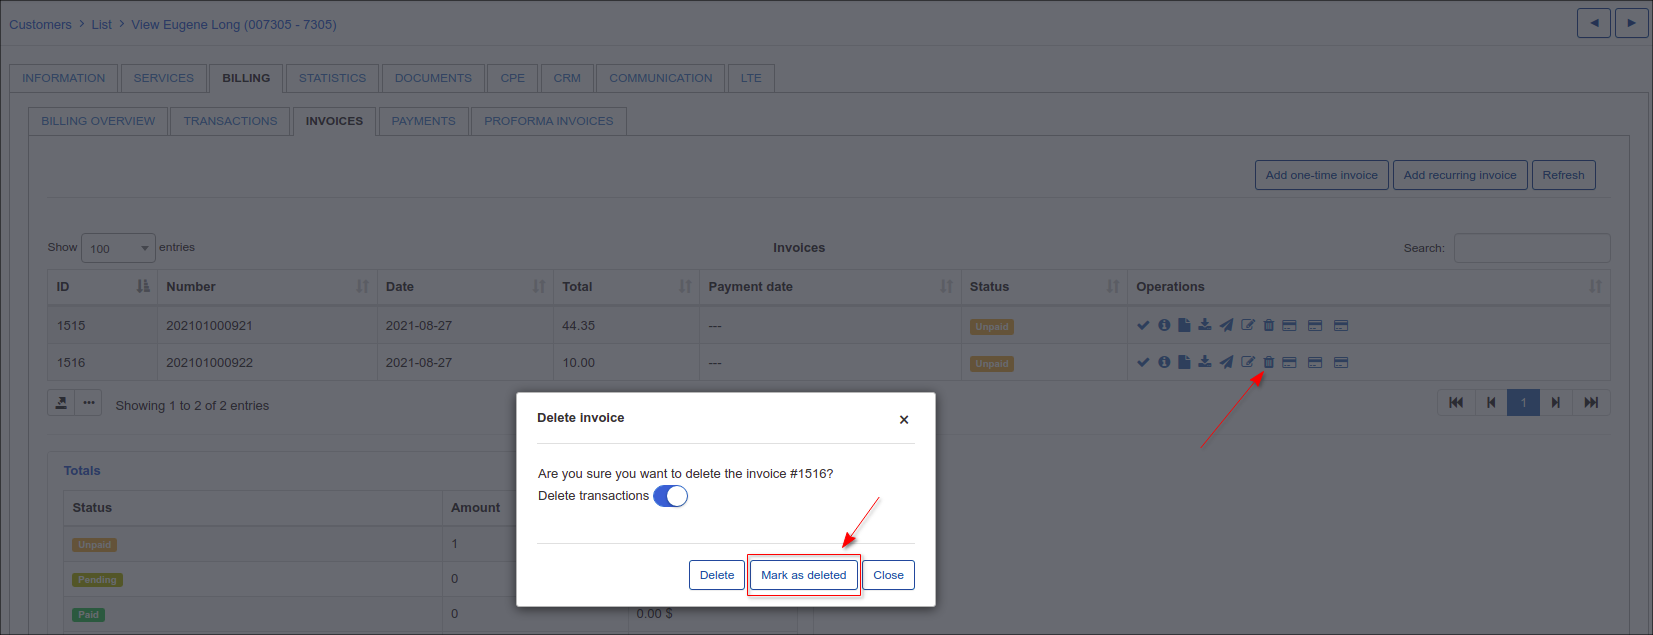 Customers › List › View Eugene Long (007305 - 7305)
INFORMATION SERVICES BILLING STATISTICS DOCUMENTS CPE CRM COMMUNICATION LTE
BILLING OVERVIEW TRANSACTIONS INVOICES PAYMENTS PROFORMA INVOICES
Add one-time invoice Add recurring invoice Refresh
Show 100 entries Invoices Search:
ID Number Date Total Payment date Status Operations
1515 202101000921 2021-08-27 44.35 --- Unpaid
1516 202101000922 2021-08-27 10.00 --- Unpaid
Showing 1 to 2 of 2 entries 1
Totals
Status Amount
Unpaid 1
Pending 0
Paid 0 0.00 $
Delete invoice ×
Are you sure you want to delete the invoice #1516?
Delete transactions
Delete Mark as deleted Close